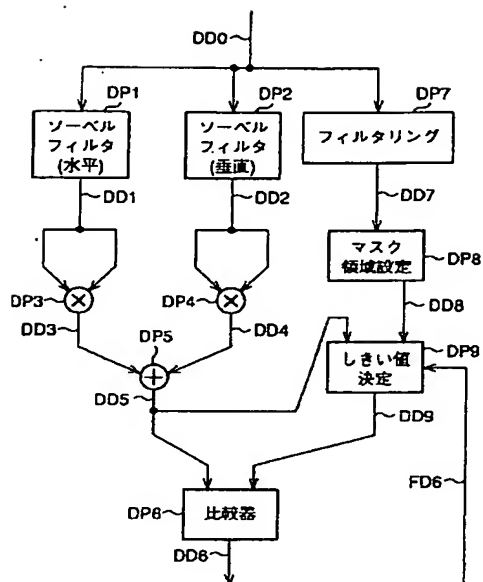 DD0
DP1
DP2
DP7
ソーベル
フィルタ
(水平)
ソーベル
フィルタ
(垂直)
フィルタリング
DD1
DD2
DD7
マスク
領域設定
DP8
DP3
DP4
DD8
DD3
DP5
DD4
DP9
しきい値
決定
DD5
DD9
FD6
DP6
比較器
DD6